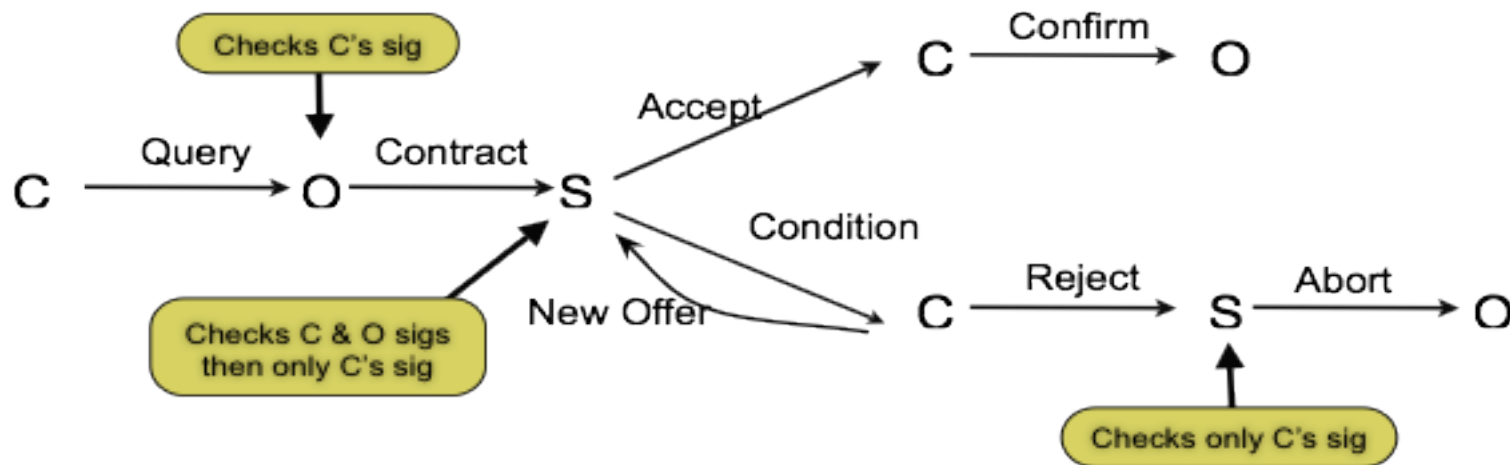 Checks C's sig
Confirm
C
O
Accept
Query
Contract
C
O
S
Condition
New Offer
Reject
Abort
C
S
O
Checks C & O sigs
then only C's sig
Checks only C's sig